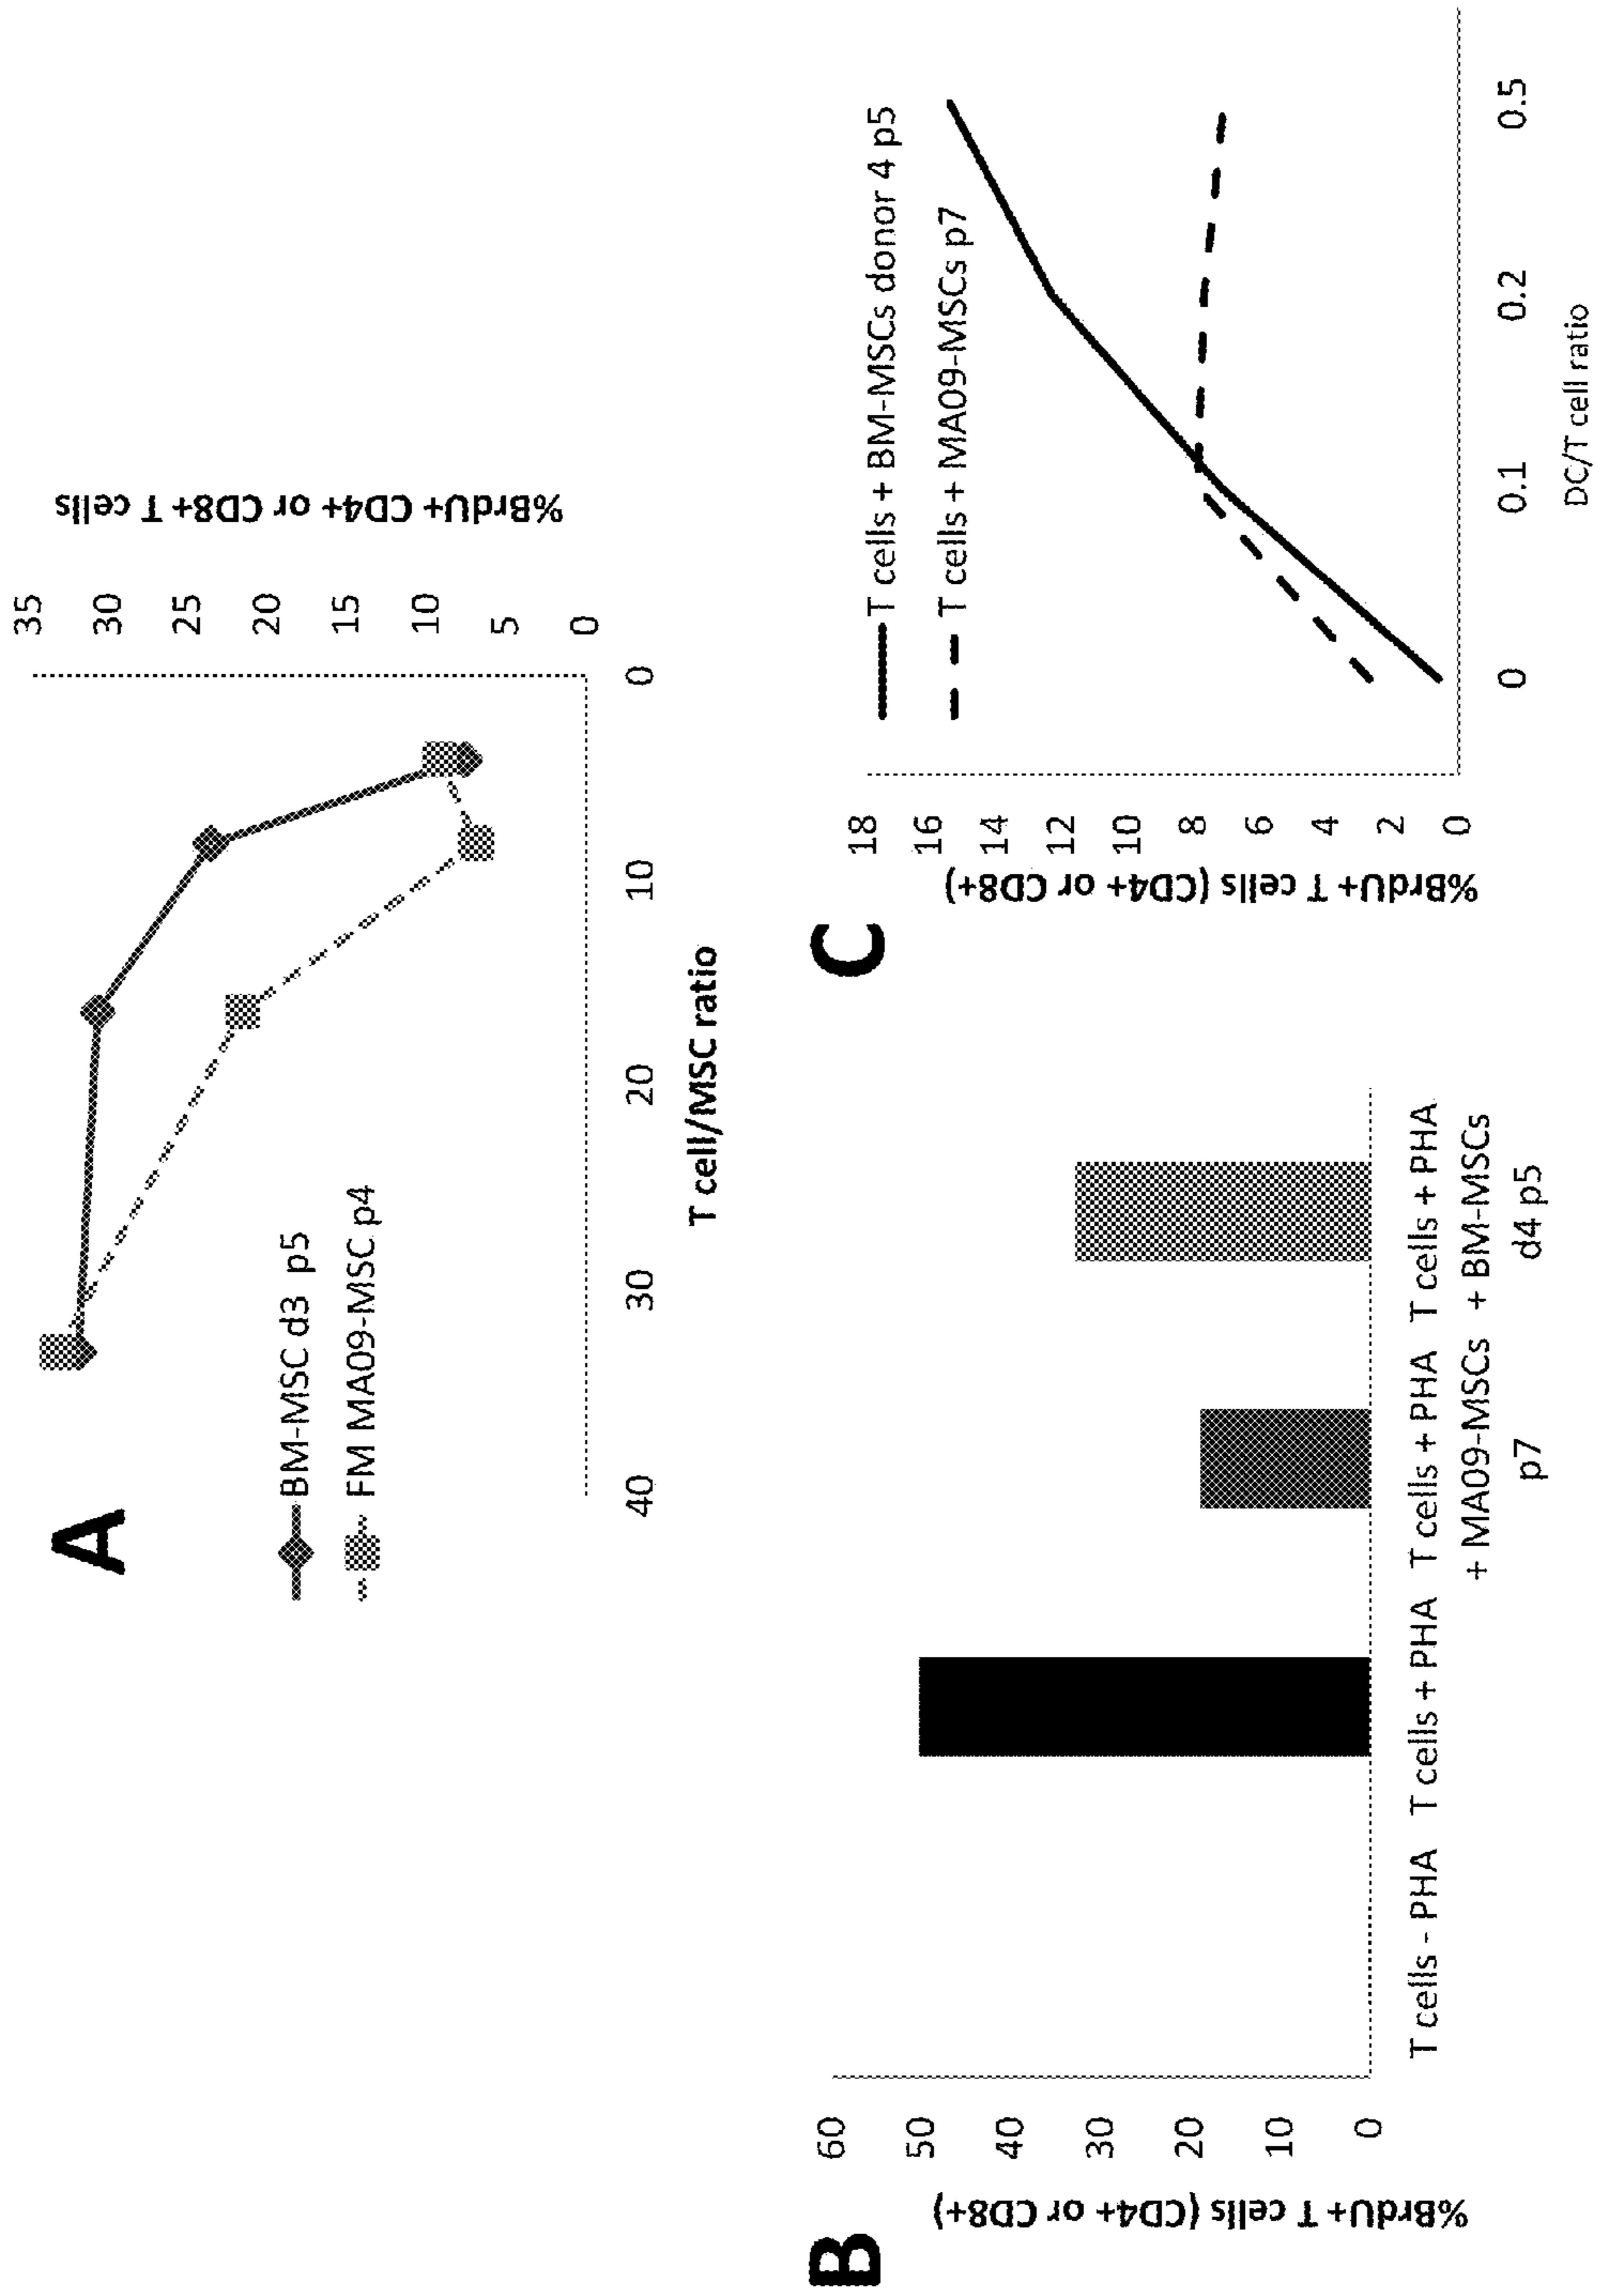 A
BM-MSC d3 p5
FM MA09-MSC p4
35
30
25
20
15
10
5
0
%BrdU+ CD4+ or CD8+ T cells
40
30
20
10
0
T cell/MSC ratio
B
%BrdU+ T cells (CD4+ or CD8+)
60
50
40
30
20
10
0
T cells - PHA
T cells + PHA
T cells + PHA
+ MA09-MSCs
p7
T cells + PHA
+ BM-MSCs
d4 p5
C
%BrdU+ T cells (CD4+ or CD8+)
18
16
14
12
10
8
6
4
2
0
T cells + BM-MSCs donor 4 p5
T cells + MA09-MSCs p7
0
0.1
0.2
0.5
DC/T cell ratio